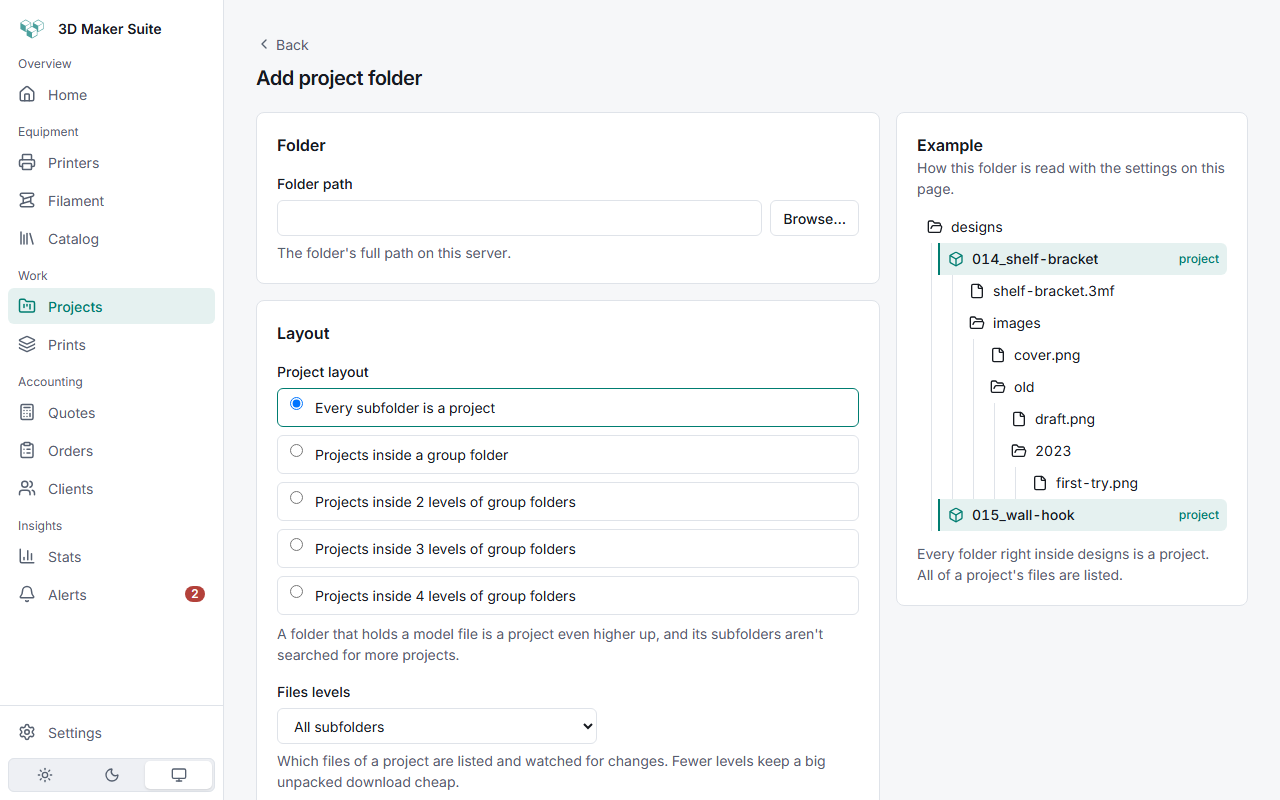 3D Maker Suite
Overview
Home
Equipment
Printers
Filament
Catalog
Work
Projects
Prints
Accounting
Quotes
Orders
Clients
Insights
Stats
Alerts
2
Settings
Back
Add project folder
Folder
Folder path
Browse...
The folder's full path on this server.
Layout
Project layout
Every subfolder is a project
Projects inside a group folder
Projects inside 2 levels of group folders
Projects inside 3 levels of group folders
Projects inside 4 levels of group folders
A folder that holds a model file is a project even higher up, and its subfolders aren't
searched for more projects.
Files levels
All subfolders
Which files of a project are listed and watched for changes. Fewer levels keep a big
unpacked download cheap.
Example
How this folder is read with the settings on this
page.
designs
014_shelf-bracket project
shelf-bracket.3mf
images
cover.png
old
draft.png
2023
first-try.png
015_wall-hook project
Every folder right inside designs is a project.
All of a project's files are listed.